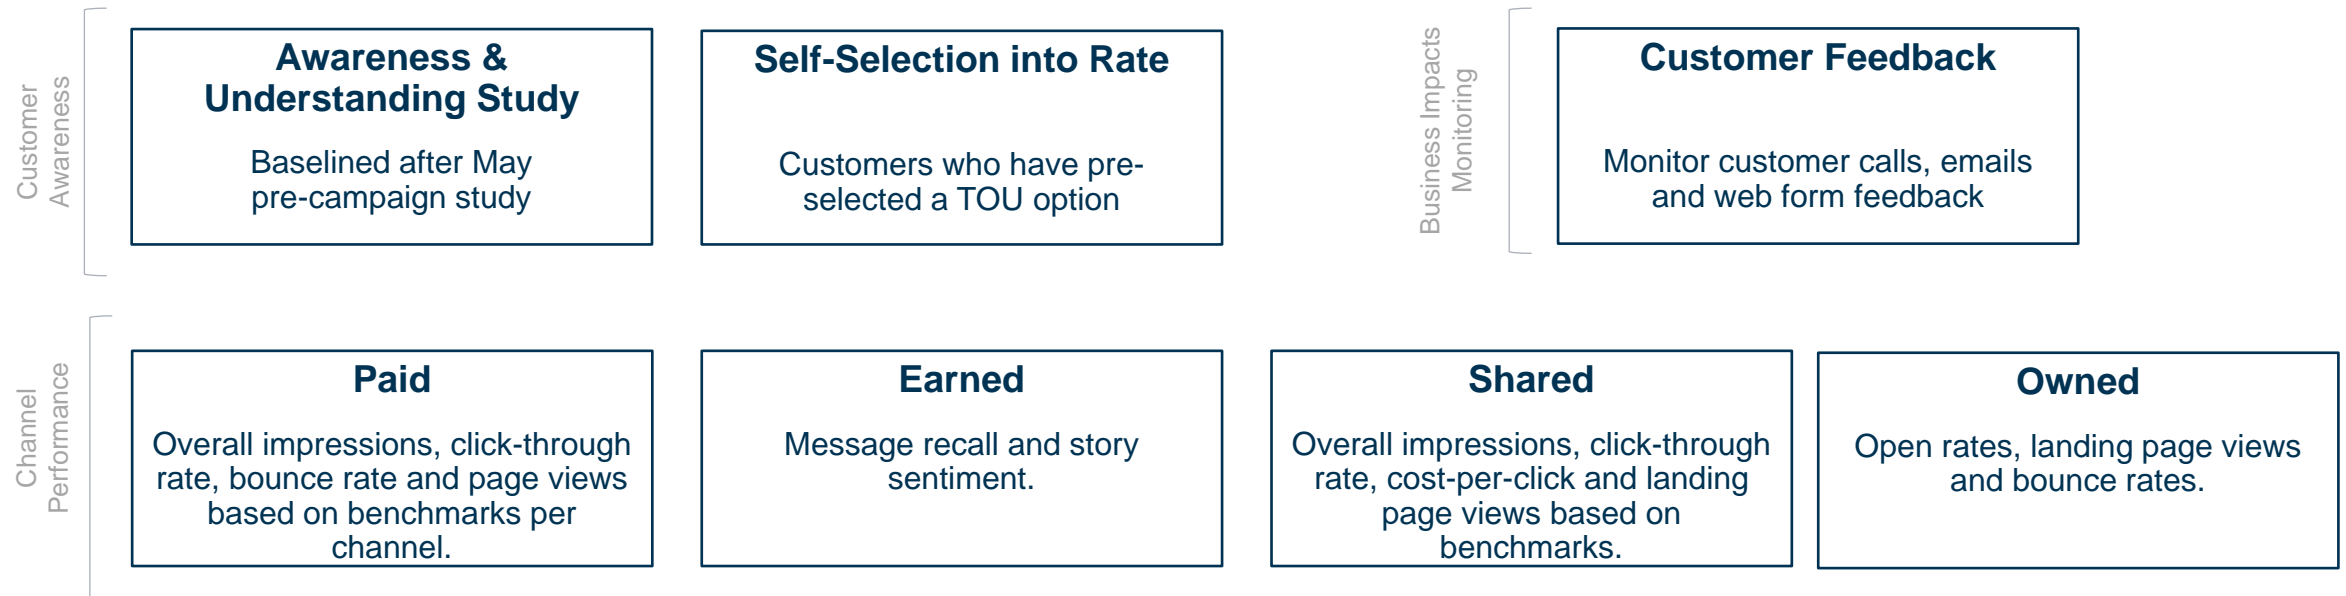 Customer
Awareness
Awareness &
Understanding Study
Baselined after May
pre-campaign study
Self-Selection into Rate
Customers who have pre-
selected a TOU option
Business Impacts
Monitoring
Customer Feedback
Monitor customer calls, emails
and web form feedback
Channel
Performance
Paid
Overall impressions, click-through
rate, bounce rate and page views
based on benchmarks per
channel.
Earned
Message recall and story
sentiment.
Shared
Overall impressions, click-through
rate, cost-per-click and landing
page views based on
benchmarks.
Owned
Open rates, landing page views
and bounce rates.